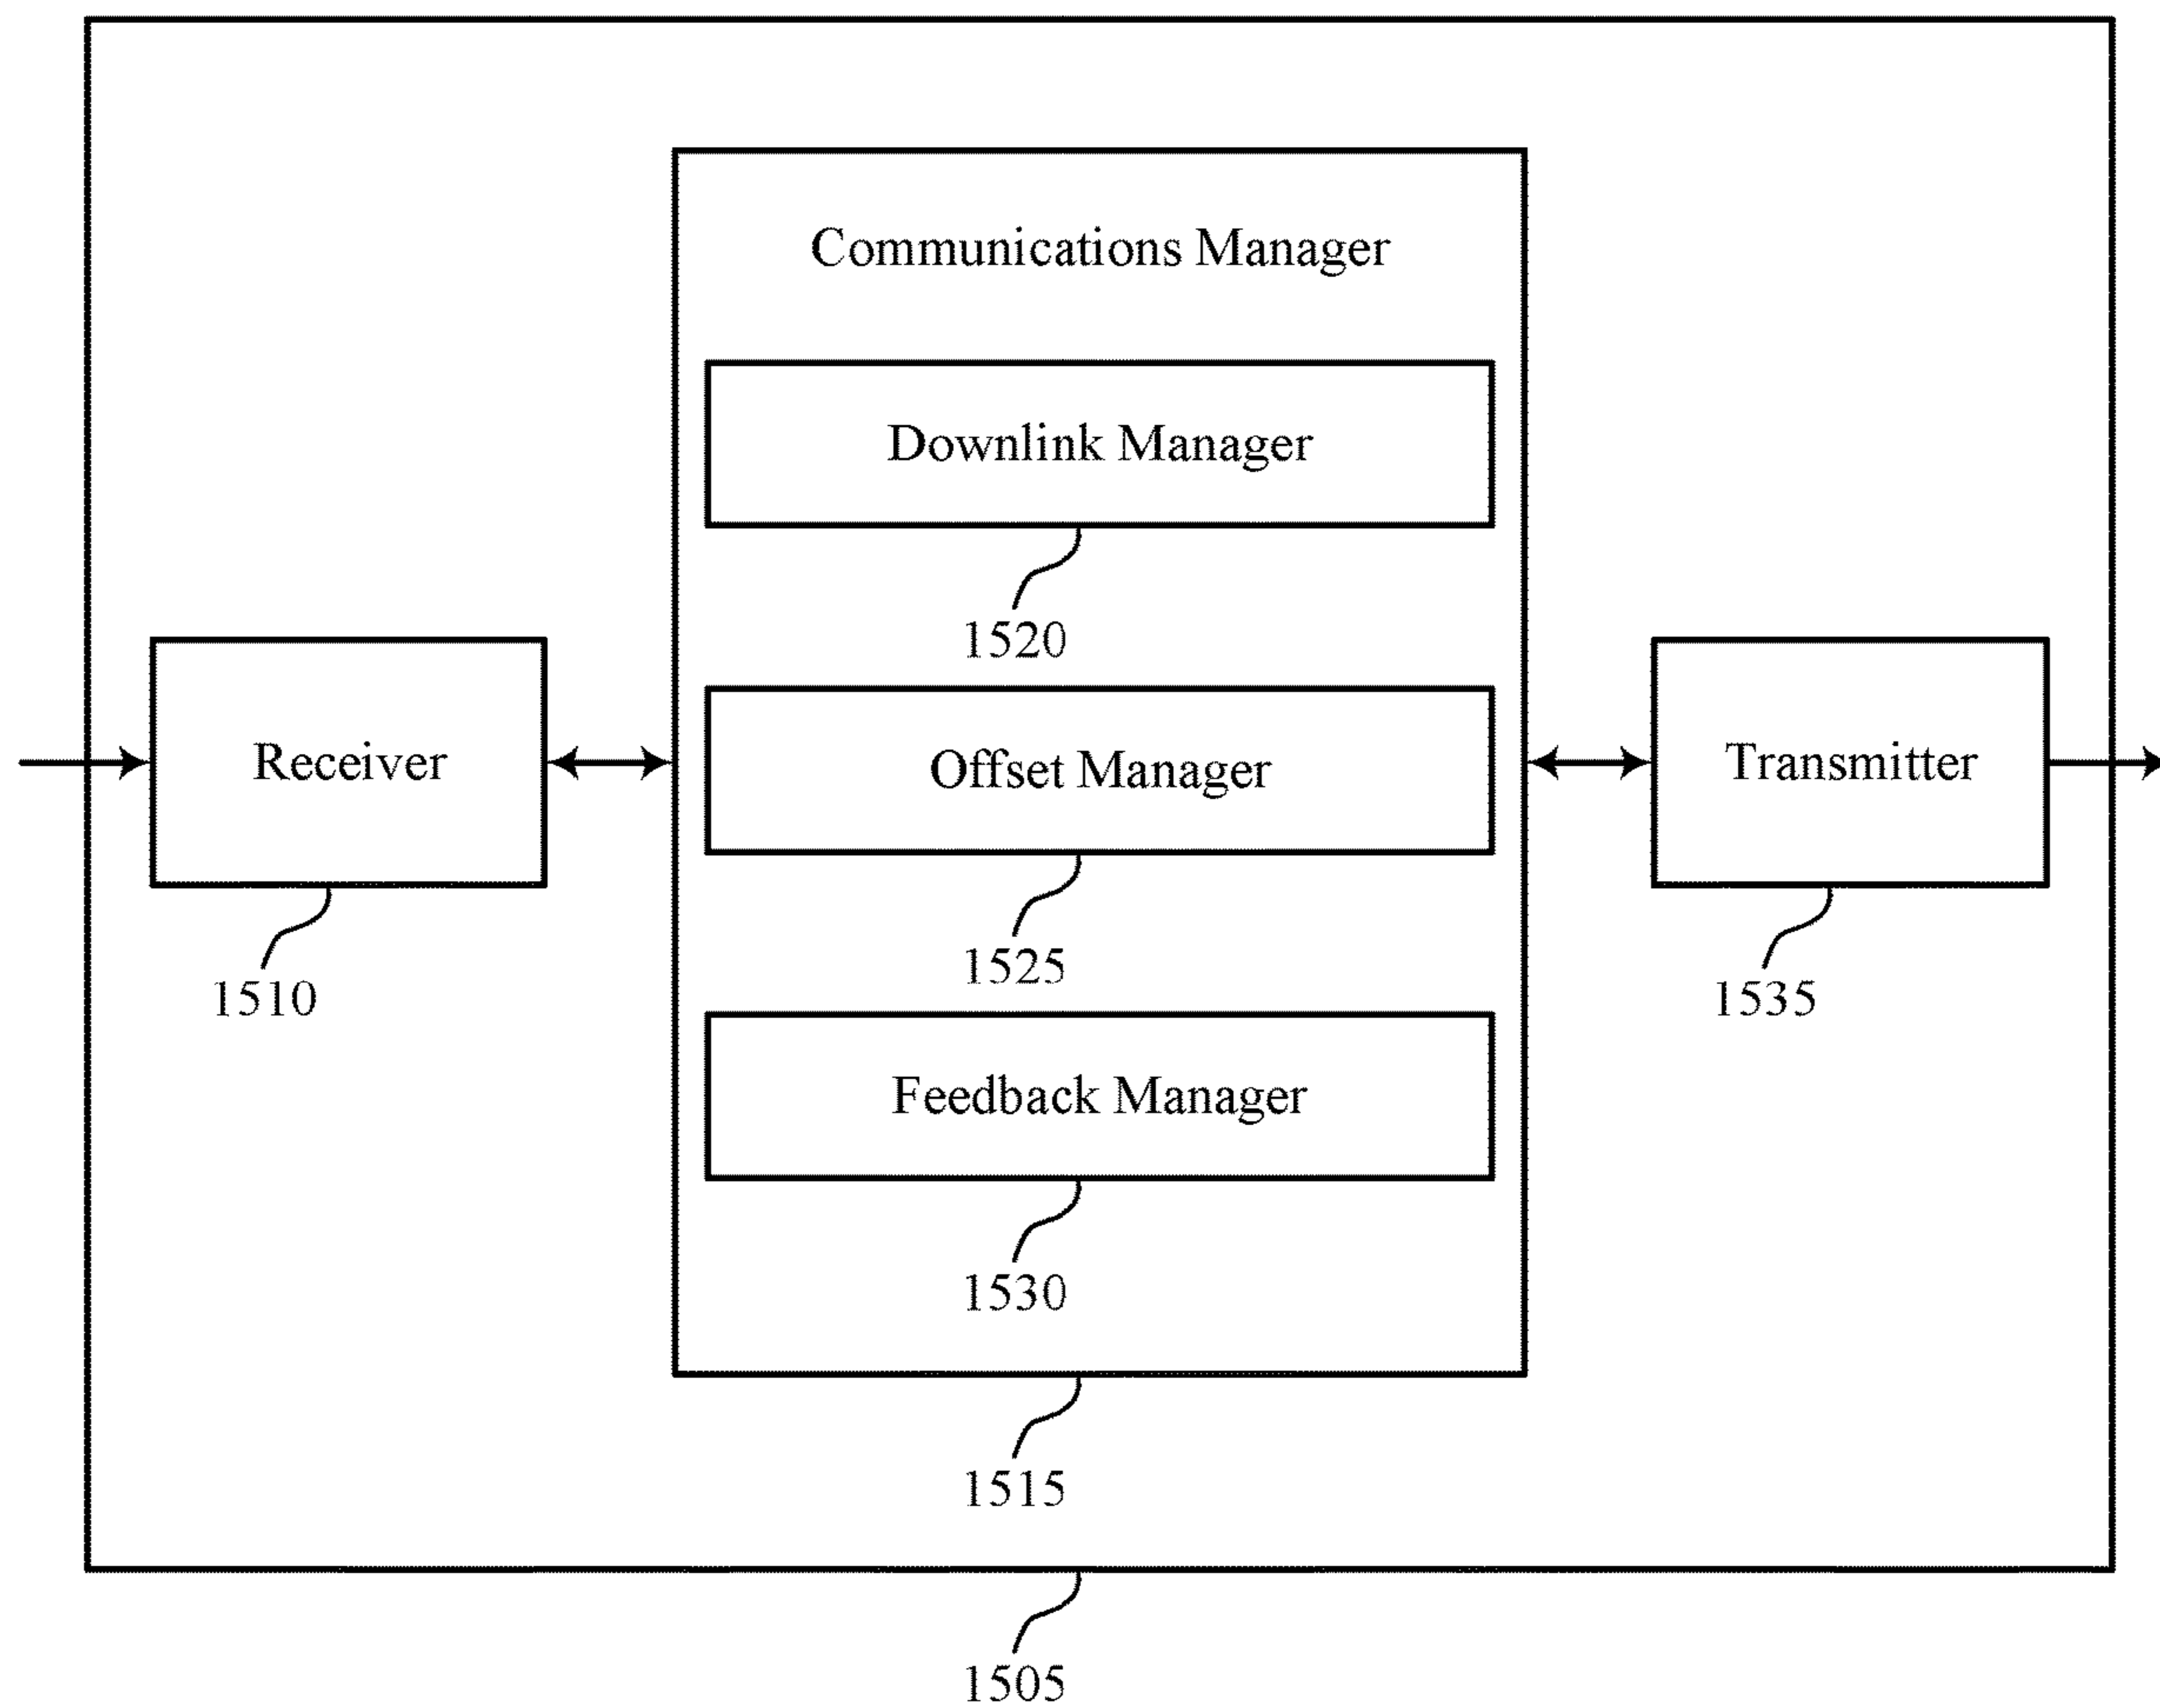 Communications Manager
Downlink Manager
1520
Receiver
Offset Manager
Transmitter
1510
1525
1535
Feedback Manager
1530
1515
1505